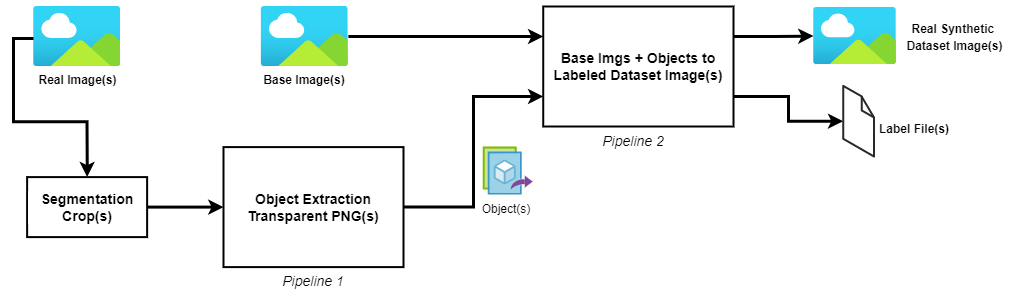 Real Image(s)
Base Image(s)
Base Imgs + Objects to
Labeled Dataset Image(s)
Pipeline 2
Real Synthetic
Dataset Image(s)
Label File(s)
Segmentation
Crop(s)
Object Extraction
Transparent PNG(s)
Pipeline 1
Object(s)